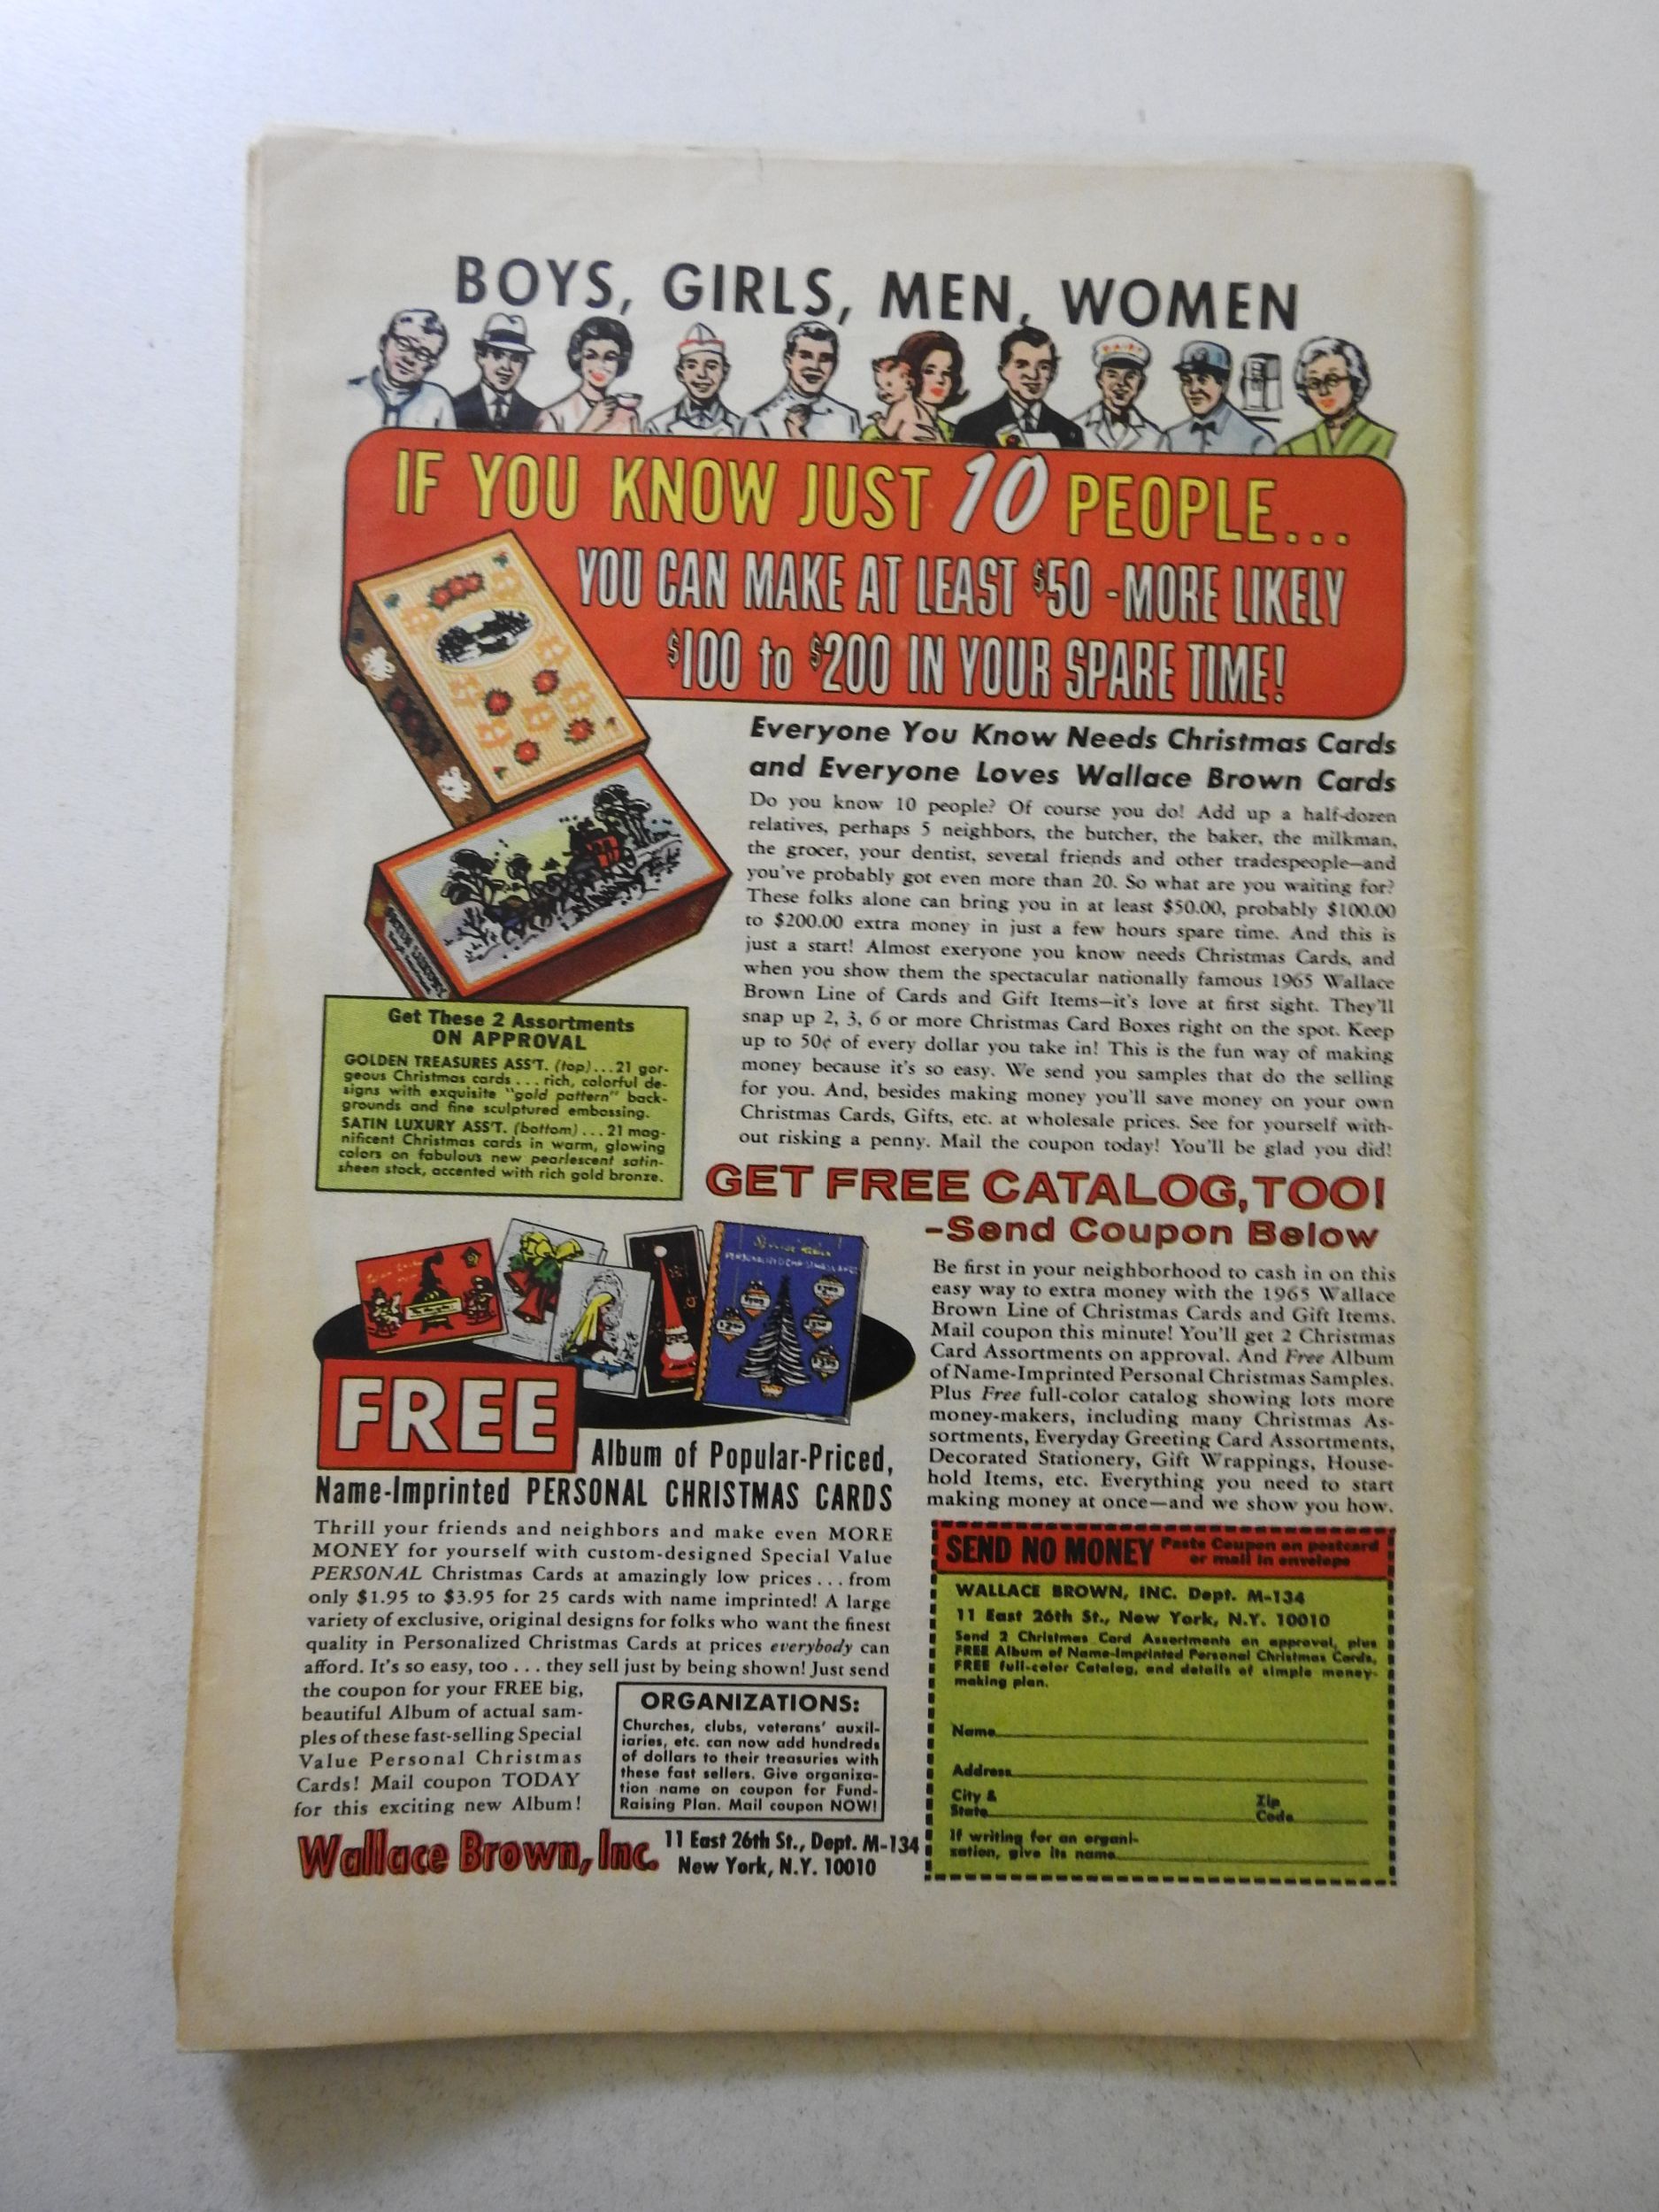 BOYS, GIRLS, MEN, WOMEN
IF YOU KNOW JUST 10 PEOPLE...
YOU CAN MAKE AT LEAST $50 - MORE LIKELY
$100 to $200 IN YOUR SPARE TIME!
Everyone You Know Needs Christmas Cards
and Everyone Loves Wallace Brown Cards
Do you know 10 people? Of course you do! Add up a half-dozen
relatives, perhaps 5 neighbors, the butcher, the baker, the milkman,
the grocer, your dentist, several friends and other tradespeople—and
you've probably got even more than 20. So what are you waiting for?
These folks alone can bring you in at least $50.00, probably $100.00
to $200.00 extra money in just a few hours spare time. And this is
just a start! Almost exeryone you know needs Christmas Cards, and
when you show them the spectacular nationally famous 1965 Wallace
Brown Line of Cards and Gift Items—it's love at first sight. They'll
snap up 2, 3, 6 or more Christmas Card Boxes right on the spot. Keep
up to 50¢ of every dollar you take in! This is the fun way of making
money because it's so easy. We send you samples that do the selling
for you. And, besides making money you'll save money on your own
Christmas Cards, Gifts, etc. at wholesale prices. See for yourself with-
out risking a penny. Mail the coupon today! You'll be glad you did!
Get These 2 Assortments
ON APPROVAL
GOLDEN TREASURES ASS'T. (top)...21 gor-
geous Christmas cards ... rich, colorful de-
signs with exquisite "gold pattern" back-
grounds and fine sculptured embossing.
SATIN LUXURY ASS'T. (bottom)...21 mag-
nificent Christmas cards in warm, glowing
colors on fabulous new pearlescent satin-
sheen stock, accented with rich gold bronze.
GET FREE CATALOG, TOO!
-Send Coupon Below
Be first in your neighborhood to cash in on this
easy way to extra money with the 1965 Wallace
Brown Line of Christmas Cards and Gift Items.
Mail coupon this minute! You'll get 2 Christmas
Card Assortments on approval. And Free Album
of Name-Imprinted Personal Christmas Samples.
Plus Free full-color catalog showing lots more
money-makers, including many Christmas As-
sortments, Everyday Greeting Card Assortments,
Decorated Stationery, Gift Wrappings, House-
hold Items, etc. Everything you need to start
making money at once—and we show you how.
FREE
Album of Popular-Priced,
Name-Imprinted PERSONAL CHRISTMAS CARDS
Thrill your friends and neighbors and make even MORE
MONEY for yourself with custom-designed Special Value
PERSONAL Christmas Cards at amazingly low prices ... from
only $1.95 to $3.95 for 25 cards with name imprinted! A large
variety of exclusive, original designs for folks who want the finest
quality in Personalized Christmas Cards at prices everybody can
afford. It's so easy, too ... they sell just by being shown! Just send
the coupon for your FREE big,
beautiful Album of actual sam-
ples of these fast-selling Special
Value Personal Christmas
Cards! Mail coupon TODAY
for this exciting new Album!
ORGANIZATIONS:
Churches, clubs, veterans' auxil-
iaries, etc. can now add hundreds
of dollars to their treasuries with
these fast sellers. Give organiza-
tion name on coupon for Fund-
Raising Plan. Mail coupon NOW!
Wallace Brown, Inc.
11 East 26th St., Dept. M-134
New York, N.Y. 10010
SEND NO MONEY
Paste Coupon on postcard
or mail in envelope
WALLACE BROWN, INC. Dept. M-134
11 East 26th St., New York, N.Y. 10010
Send 2 Christmas Card Assortments on approval, plus
FREE Album of Name-Imprinted Personal Christmas Cards,
FREE full-color Catalog, and details of simple money-
making plan.
Name
Address
City &
State
Zip
Code
If writing for an organi-
zation, give its name